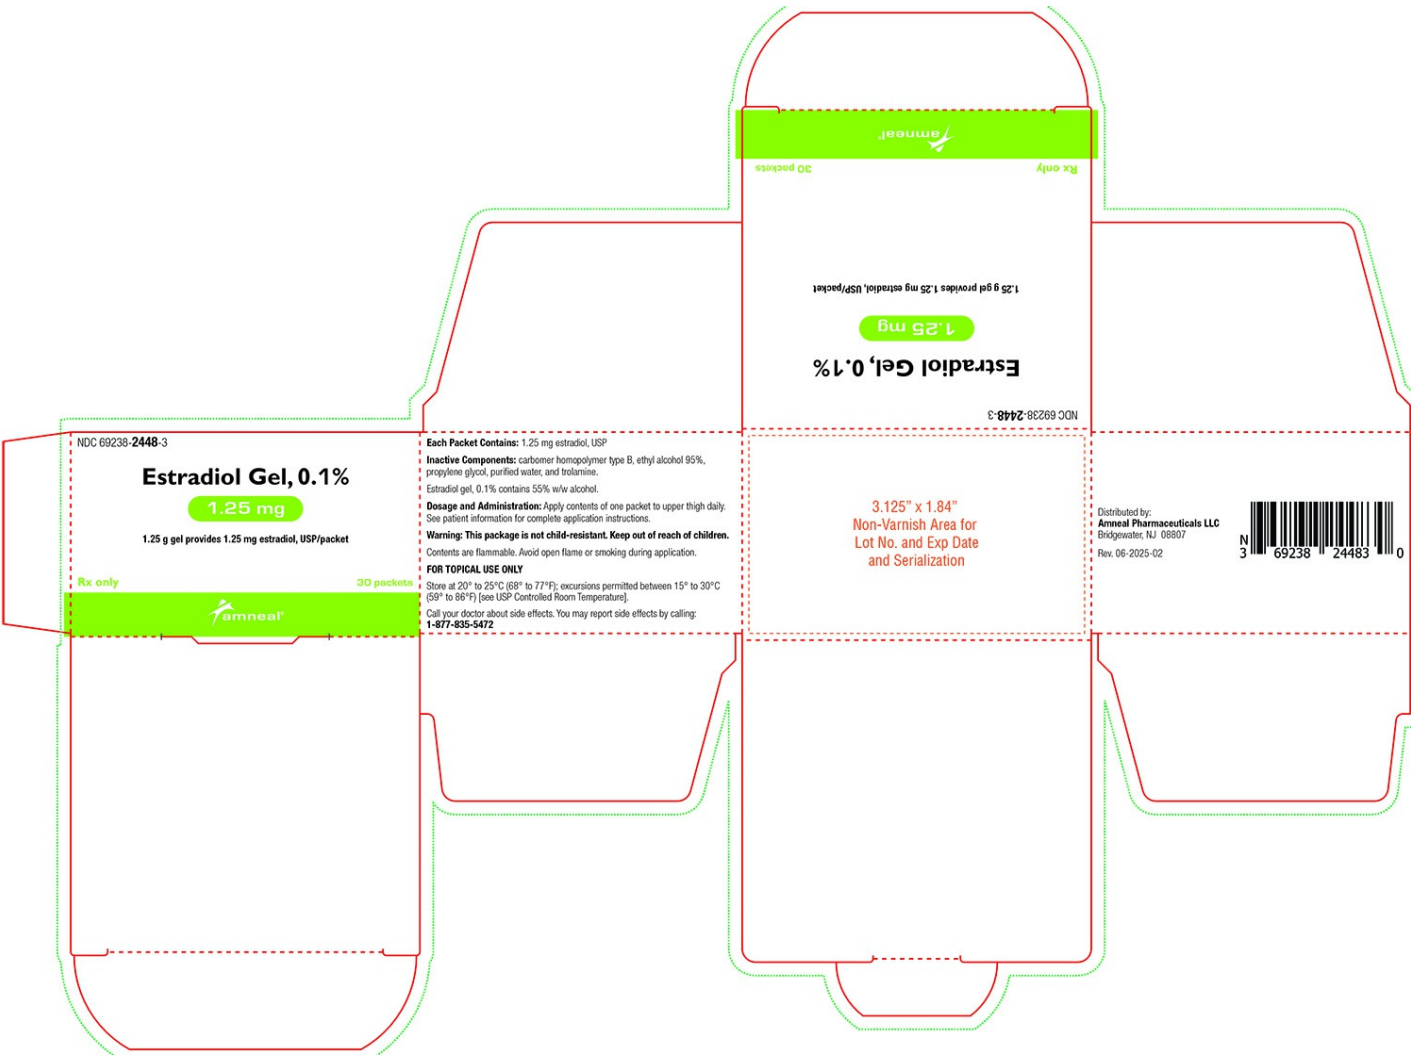 amneal®
30 packets
Rx only
1.25 g gel provides 1.25 mg estradiol, USP/packet
1.25 mg
Estradiol Gel, 0.1%
NDC 69238-2448-3
NDC 69238-2448-3
Estradiol Gel, 0.1%
1.25 mg
1.25 g gel provides 1.25 mg estradiol, USP/packet
Rx only
30 packets
amneal®
Each Packet Contains: 1.25 mg estradiol, USP
Inactive Components: carbomer homopolymer type B, ethyl alcohol 95%,
propylene glycol, purified water, and trolamine.
Estradiol gel, 0.1% contains 55% w/w alcohol.
Dosage and Administration: Apply contents of one packet to upper thigh daily.
See patient information for complete application instructions.
Warning: This package is not child-resistant. Keep out of reach of children.
Contents are flammable. Avoid open flame or smoking during application.
FOR TOPICAL USE ONLY
Store at 20° to 25°C (68° to 77°F); excursions permitted between 15° to 30°C
(59° to 86°F) [see USP Controlled Room Temperature].
Call your doctor about side effects. You may report side effects by calling:
1-877-835-5472
3.125” x 1.84”
Non-Varnish Area for
Lot No. and Exp Date
and Serialization
Distributed by:
Amneal Pharmaceuticals LLC
Bridgewater, NJ 08807
Rev. 06-2025-02
N
3 69238 24483 0